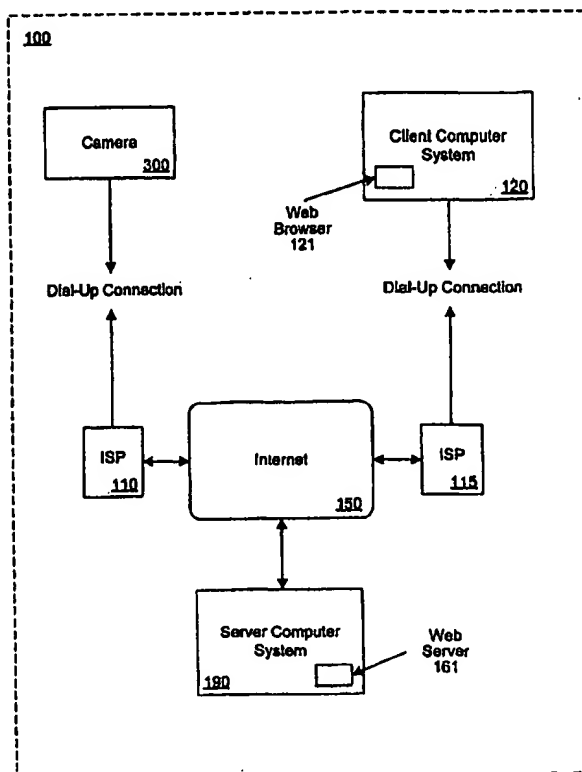 100
Camera
300
Client Computer
System
120
Web
Browser
121
Dial-Up Connection
Dial-Up Connection
ISP
110
Internet
150
ISP
115
Server Computer
System
190
Web
Server
161